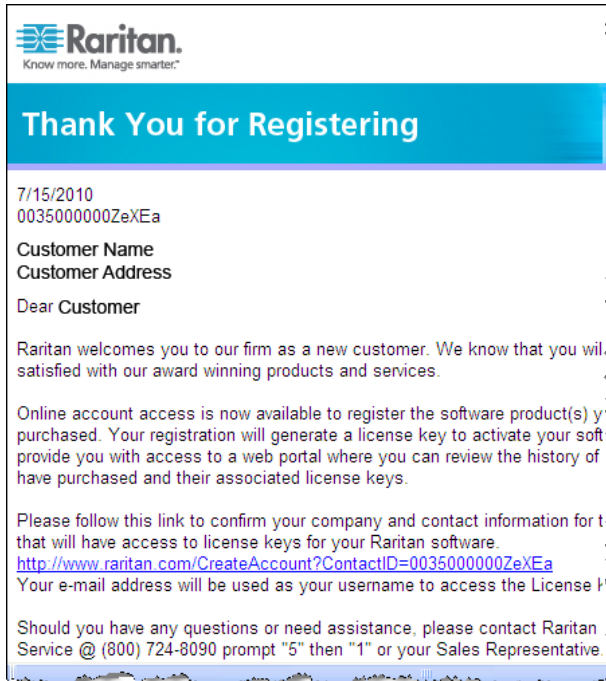 Raritan.
Know more. Manage smarter.™
Thank You for Registering
7/15/2010
0035000000ZeXEa
Customer Name
Customer Address
Dear Customer
Raritan welcomes you to our firm as a new customer. We know that you wil
satisfied with our award winning products and services.
Online account access is now available to register the software product(s) y
purchased. Your registration will generate a license key to activate your soft
provide you with access to a web portal where you can review the history of
have purchased and their associated license keys.
Please follow this link to confirm your company and contact information for t
that will have access to license keys for your Raritan software.
http://www.raritan.com/CreateAccount?ContactID=0035000000ZeXEa
Your e-mail address will be used as your username to access the License
Should you have any questions or need assistance, please contact Raritan
Service @ (800) 724-8090 prompt "5" then "1" or your Sales Representative.